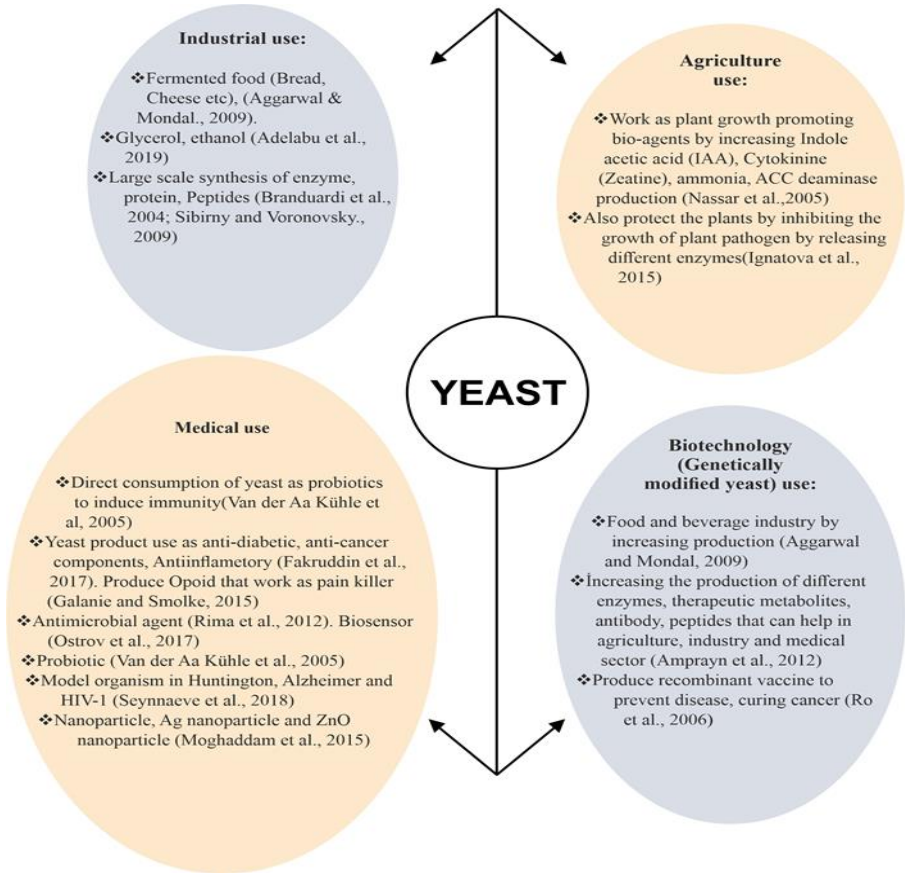 Industrial use:
❖Fermented food (Bread,
Cheese etc), (Aggarwal &
Mondal., 2009).
❖Glycerol, ethanol (Adelabu et al.,
2019)
❖Large scale synthesis of enzyme,
protein, Peptides (Branduardi et al.,
2004; Sibirny and Voronovsky.,
2009)
Agriculture
use:
❖Work as plant growth promoting
bio-agents by increasing Indole
acetic acid (IAA), Cytokinine
(Zeatine), ammonia, ACC deaminase
production (Nassar et al.,2005)
❖Also protect the plants by inhibiting the
growth of plant pathogen by releasing
different enzymes(Ignatova et al.,
2015)
YEAST
Medical use
❖Direct consumption of yeast as probiotics
to induce immunity(Van der Aa Kühle et
al, 2005)
❖Yeast product use as anti-diabetic, anti-cancer
components, Antiinflametory (Fakruddin et al.,
2017). Produce Opoid that work as pain killer
(Galanie and Smolke, 2015)
❖Antimicrobial agent (Rima et al., 2012). Biosensor
(Ostrov et al., 2017)
❖Probiotic (Van der Aa Kühle et al., 2005)
❖Model organism in Huntington, Alzheimer and
HIV-1 (Seynnaeve et al., 2018)
❖Nanoparticle, Ag nanoparticle and ZnO
nanoparticle (Moghaddam et al., 2015)
Biotechnology
(Genetically
modified yeast) use:
❖Food and beverage industry by
increasing production (Aggarwal
and Mondal, 2009)
❖İncreasing the production of different
enzymes, therapeutic metabolites,
antibody, peptides that can help in
agriculture, industry and medical
sector (Amprayn et al., 2012)
❖Produce recombinant vaccine to
prevent disease, curing cancer (Ro
et al., 2006)